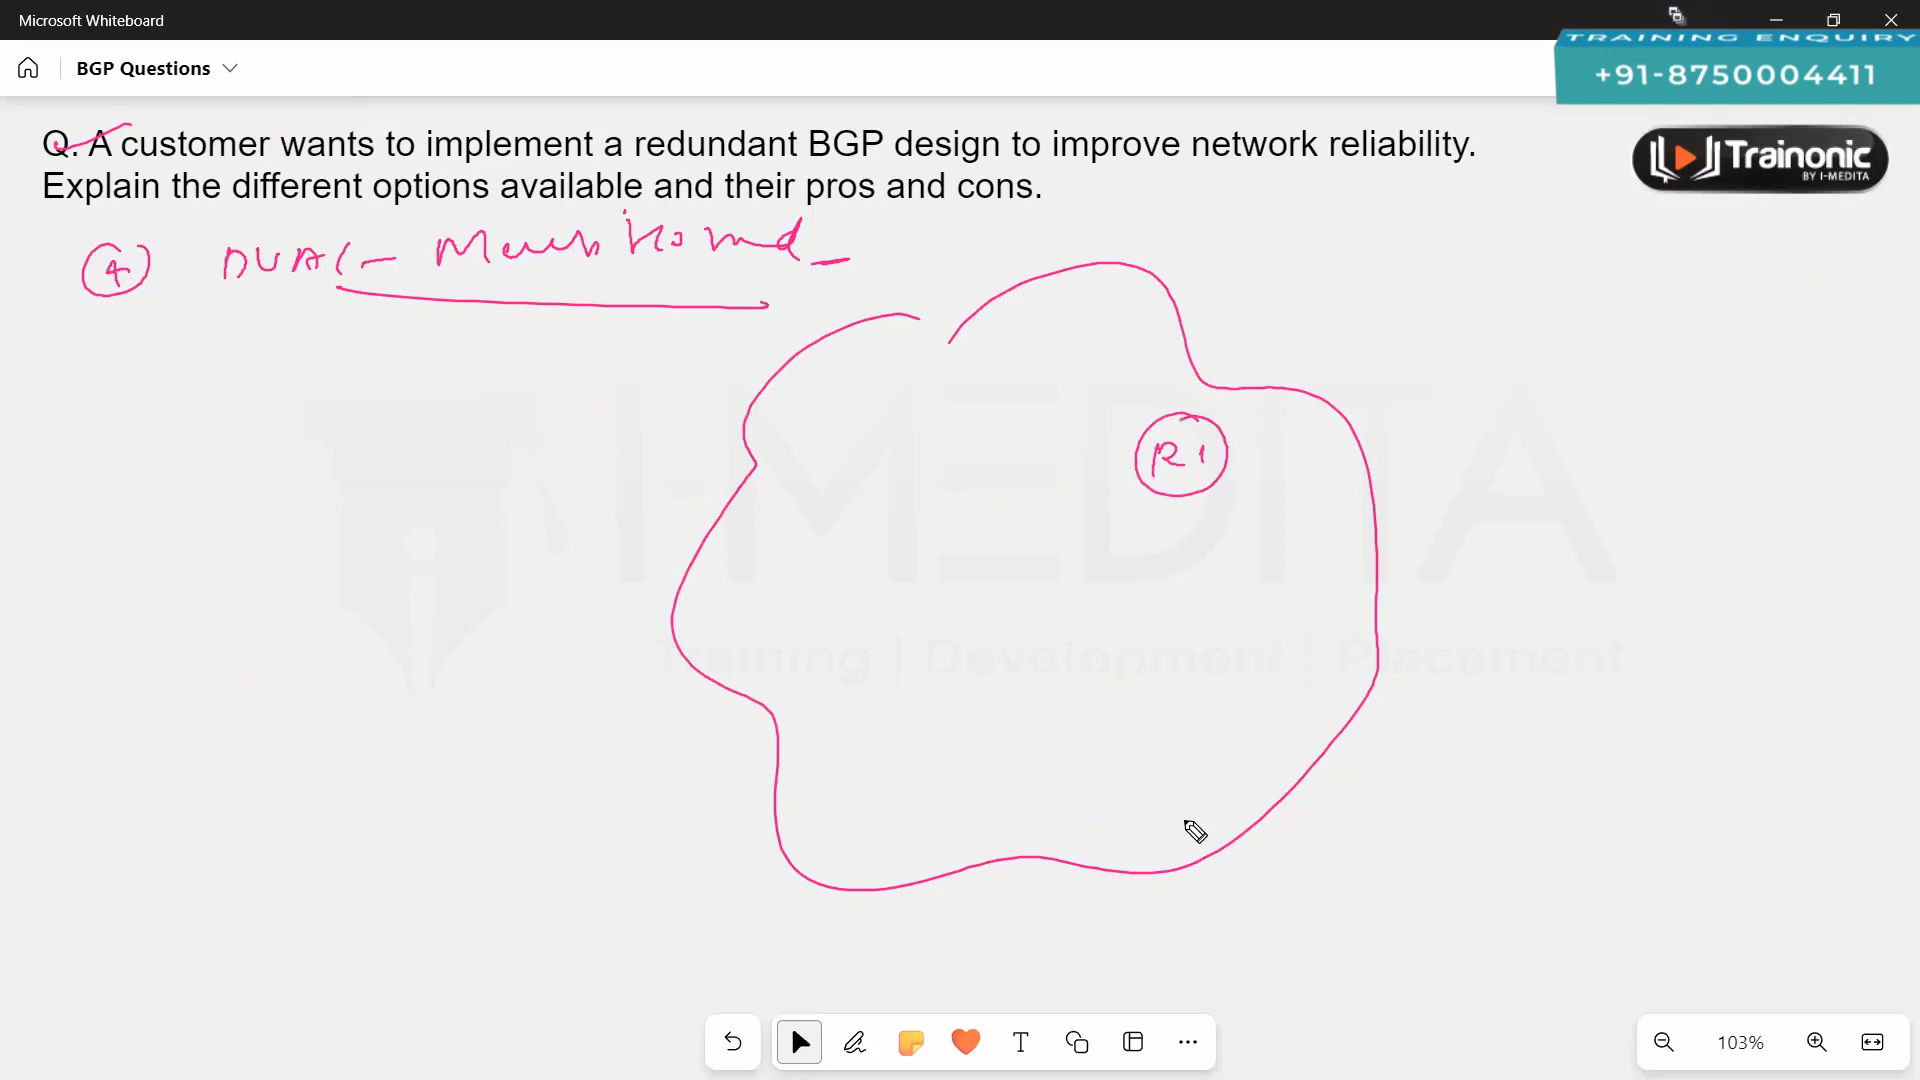 Microsoft Whiteboard
TRAINING ENQUIRY
+91-8750004411
BGP Questions
Q. A customer wants to implement a redundant BGP design to improve network reliability.
Explain the different options available and their pros and cons.
Trainonic
BY I-MEDITA
4 DUAL - Homed
R1
I-MEDITA
Training | Development | Placement
103%